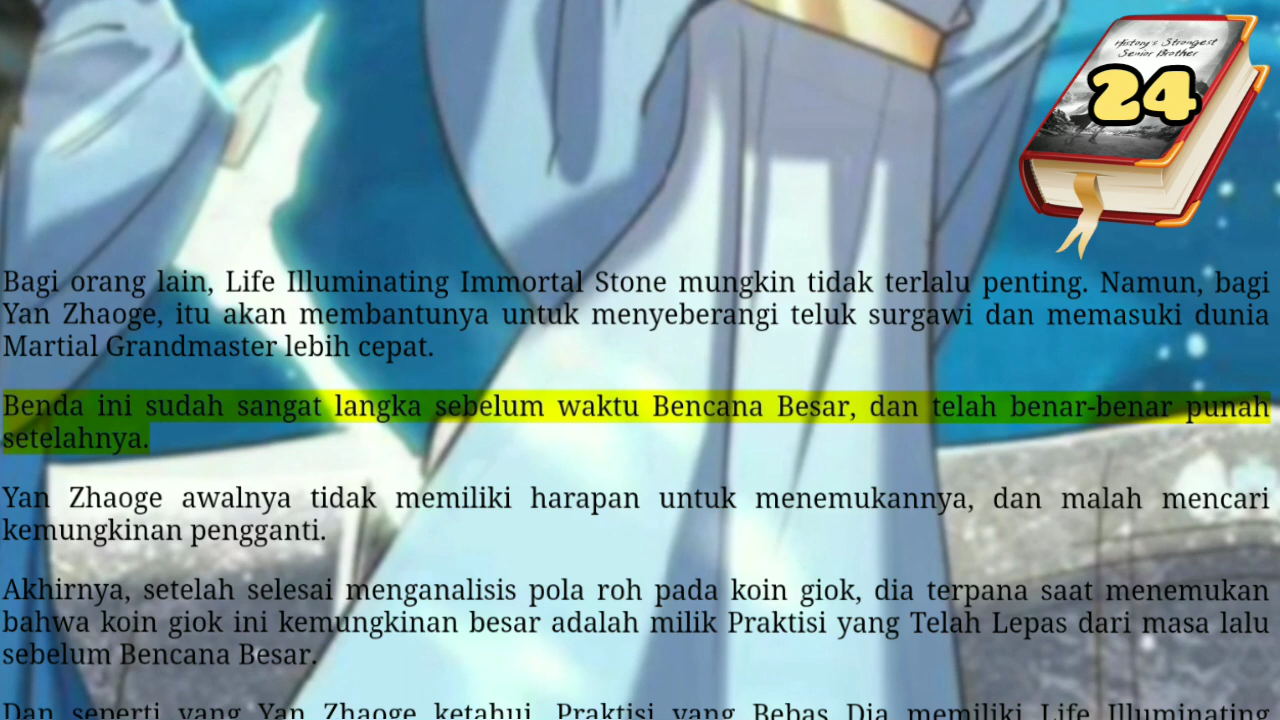 History's Strongest
Senior Brother
24
Bagi orang lain, Life Illuminating Immortal Stone mungkin tidak terlalu penting. Namun, bagi
Yan Zhaoge, itu akan membantunya untuk menyeberangi teluk surgawi dan memasuki dunia
Martial Grandmaster lebih cepat.
Benda ini sudah sangat langka sebelum waktu Bencana Besar, dan telah benar-benar punah
setelahnya.
Yan Zhaoge awalnya tidak memiliki harapan untuk menemukannya, dan malah mencari
kemungkinan pengganti.
Akhirnya, setelah selesai menganalisis pola roh pada koin giok, dia terpana saat menemukan
bahwa koin giok ini kemungkinan besar adalah milik Praktisi yang Telah Lepas dari masa lalu
sebelum Bencana Besar.
Dan seperti yang Yan Zhaoge ketahui, Praktisi yang Bebas Dia memiliki Life Illuminating